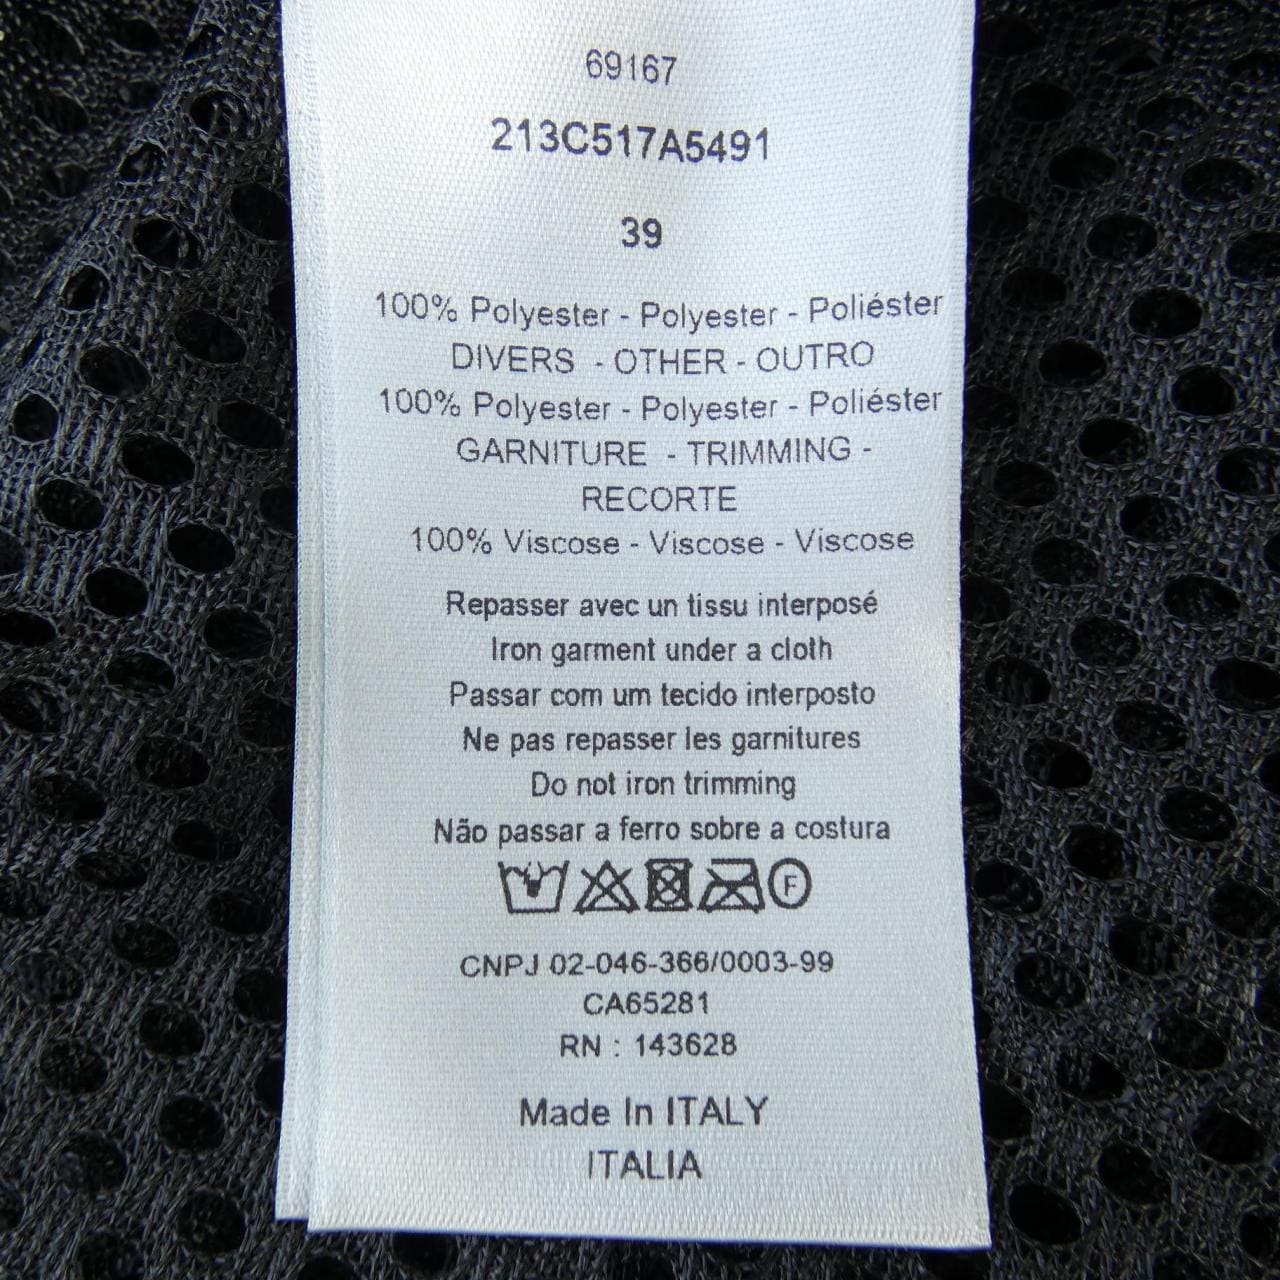 69167
213C517A5491
39
100% Polyester - Polyester - Poliéster
DIVERS - OTHER - OUTRO
100% Polyester - Polyester - Poliéster
GARNITURE - TRIMMING -
RECORTE
100% Viscose - Viscose - Viscose
Repasser avec un tissu interposé
Iron garment under a cloth
Passar com um tecido interposto
Ne pas repasser les garnitures
Do not iron trimming
Não passar a ferro sobre a costura
F
CNPJ 02-046-366/0003-99
CA65281
RN : 143628
Made In ITALY
ITALIA